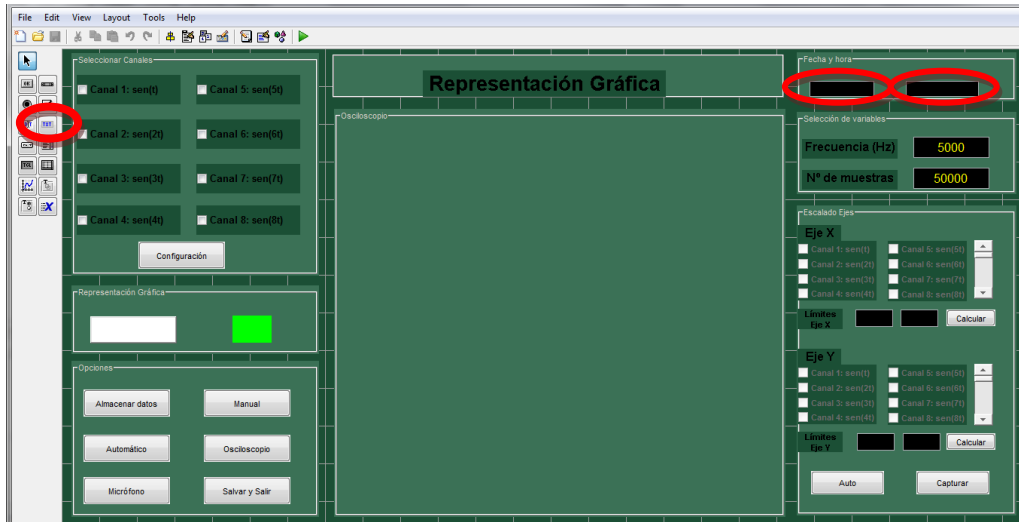 File Edit View Layout Tools Help
Seleccionar Canales
Canal 1: sen(t) Canal 5: sen(5t)
Canal 2: sen(2t) Canal 6: sen(6t)
Canal 3: sen(3t) Canal 7: sen(7t)
Canal 4: sen(4t) Canal 8: sen(8t)
Configuración
Representación Gráfica
Opciones
Almacenar datos Manual
Automático Osciloscopio
Micrófono Salvar y Salir
Representación Gráfica
Osciloscopio
Fecha y hora
Selección de variables
Frecuencia (Hz) 5000
Nº de muestras 50000
Escalado Ejes
Eje X
Canal 1: sen(t) Canal 5: sen(5t)
Canal 2: sen(2t) Canal 6: sen(6t)
Canal 3: sen(3t) Canal 7: sen(7t)
Canal 4: sen(4t) Canal 8: sen(8t)
Límites
Eje X
Calcular
Eje Y
Canal 1: sen(t) Canal 5: sen(5t)
Canal 2: sen(2t) Canal 6: sen(6t)
Canal 3: sen(3t) Canal 7: sen(7t)
Canal 4: sen(4t) Canal 8: sen(8t)
Límites
Eje Y
Calcular
Auto Capturar